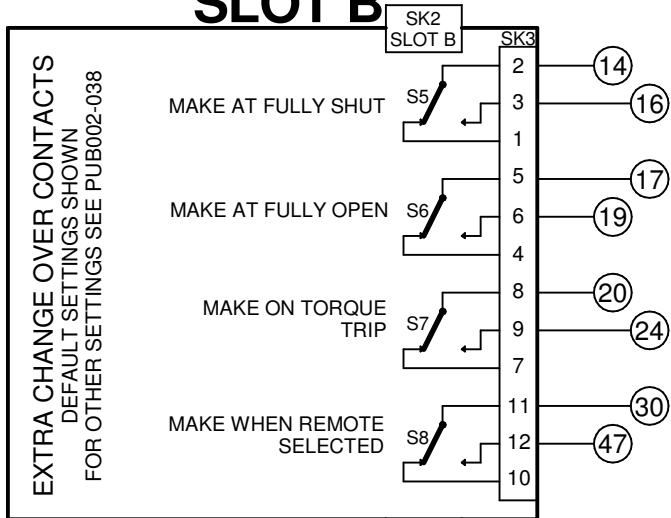 SLOT B
SK2
SLOT B
SK3
EXTRA CHANGE OVER CONTACTS
DEFAULT SETTINGS SHOWN
FOR OTHER SETTINGS SEE PUB002-038
MAKE AT FULLY SHUT
S5
2
14
3
16
1
MAKE AT FULLY OPEN
S6
5
17
6
19
4
MAKE ON TORQUE
TRIP
S7
8
20
9
24
7
MAKE WHEN REMOTE
SELECTED
S8
11
30
12
47
10